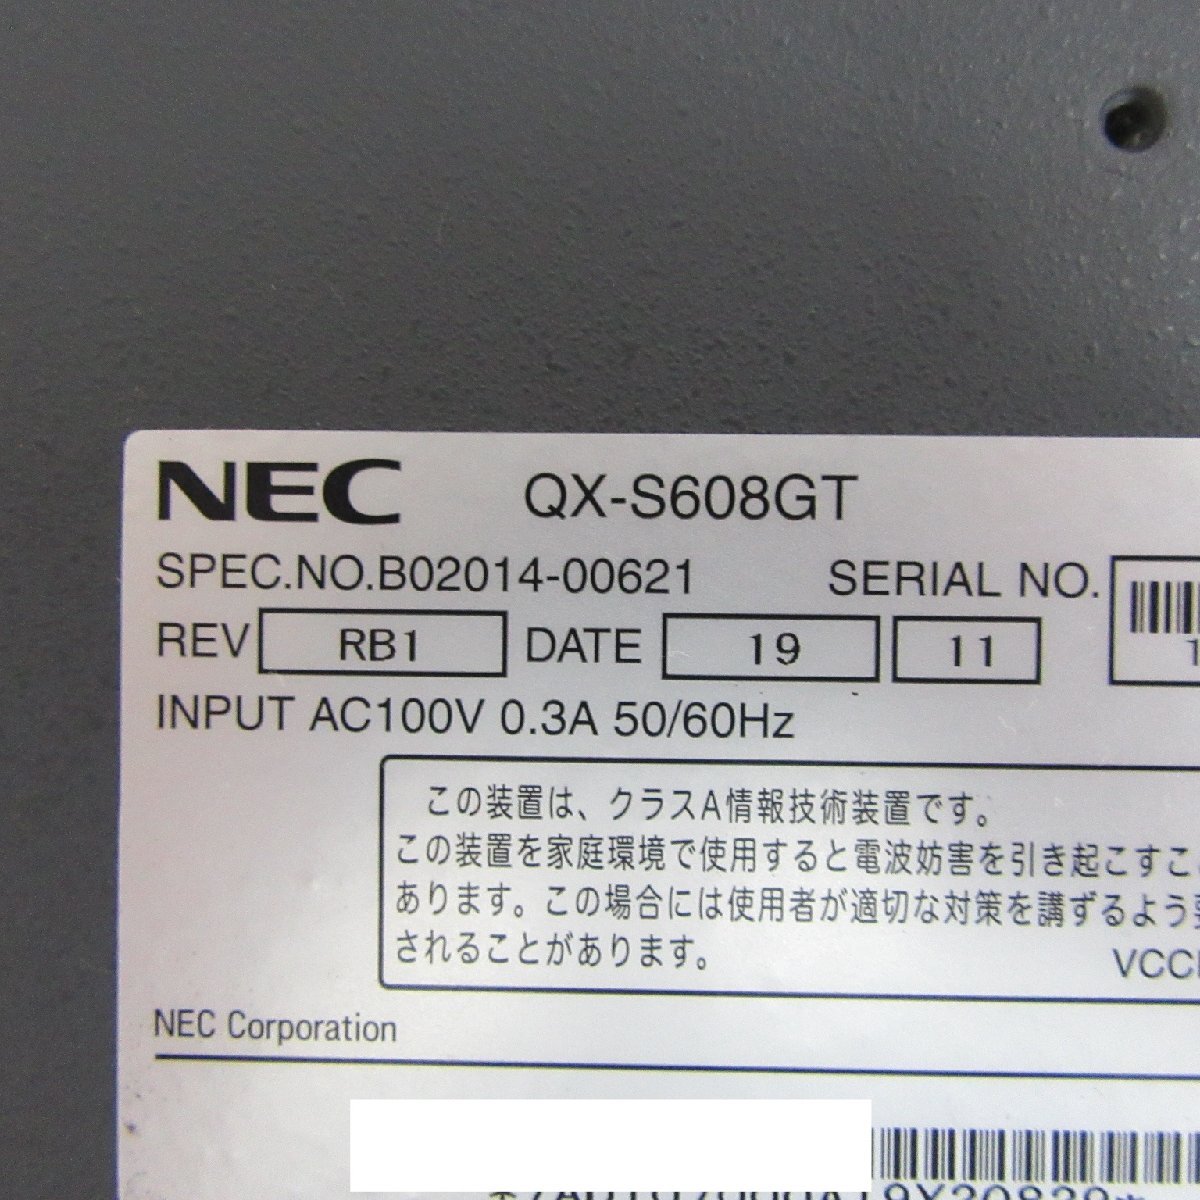 NEC QX-S608GT
SPEC.NO.B02014-00621 SERIAL NO.
REV RB1 DATE 19 11
INPUT AC100V 0.3A 50/60Hz
この装置は、クラスA情報技術装置です。
この装置を家庭環境で使用すると電波妨害を引き起こすこ
あります。この場合には使用者が適切な対策を講ずるよう
されることがあります。
VCC
NEC Corporation